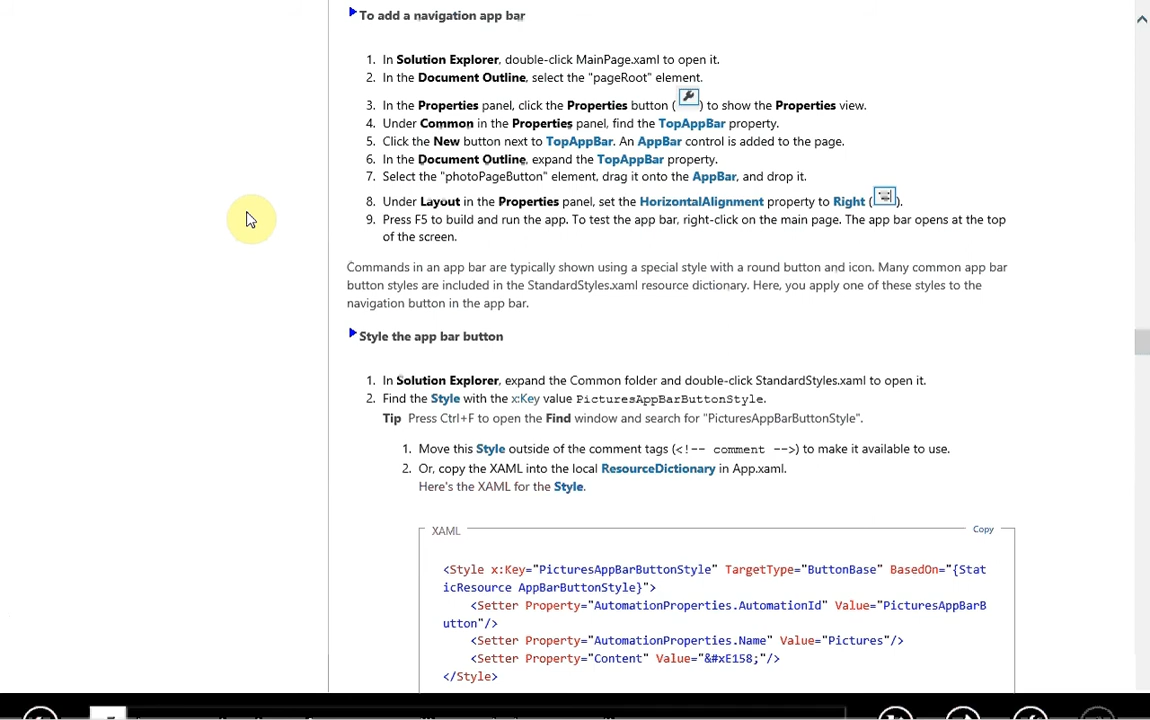 To add a navigation app bar
1. In Solution Explorer, double-click MainPage.xaml to open it.
2. In the Document Outline, select the "pageRoot" element.
3. In the Properties panel, click the Properties button ( ) to show the Properties view.
4. Under Common in the Properties panel, find the TopAppBar property.
5. Click the New button next to TopAppBar. An AppBar control is added to the page.
6. In the Document Outline, expand the TopAppBar property.
7. Select the "photoPageButton" element, drag it onto the AppBar, and drop it.
8. Under Layout in the Properties panel, set the HorizontalAlignment property to Right ( ).
9. Press F5 to build and run the app. To test the app bar, right-click on the main page. The app bar opens at the top
of the screen.
Commands in an app bar are typically shown using a special style with a round button and icon. Many common app bar
button styles are included in the StandardStyles.xaml resource dictionary. Here, you apply one of these styles to the
navigation button in the app bar.
Style the app bar button
1. In Solution Explorer, expand the Common folder and double-click StandardStyles.xaml to open it.
2. Find the Style with the x:Key value PicturesAppBarButtonStyle.
Tip Press Ctrl+F to open the Find window and search for "PicturesAppBarButtonStyle".
1. Move this Style outside of the comment tags (<!-- comment -->) to make it available to use.
2. Or, copy the XAML into the local ResourceDictionary in App.xaml.
Here's the XAML for the Style.
XAML Copy
<Style x:Key="PicturesAppBarButtonStyle" TargetType="ButtonBase" BasedOn="{Stat
icResource AppBarButtonStyle}">
<Setter Property="AutomationProperties.AutomationId" Value="PicturesAppBarB
utton"/>
<Setter Property="AutomationProperties.Name" Value="Pictures"/>
<Setter Property="Content" Value="&#xE158;"/>
</Style>